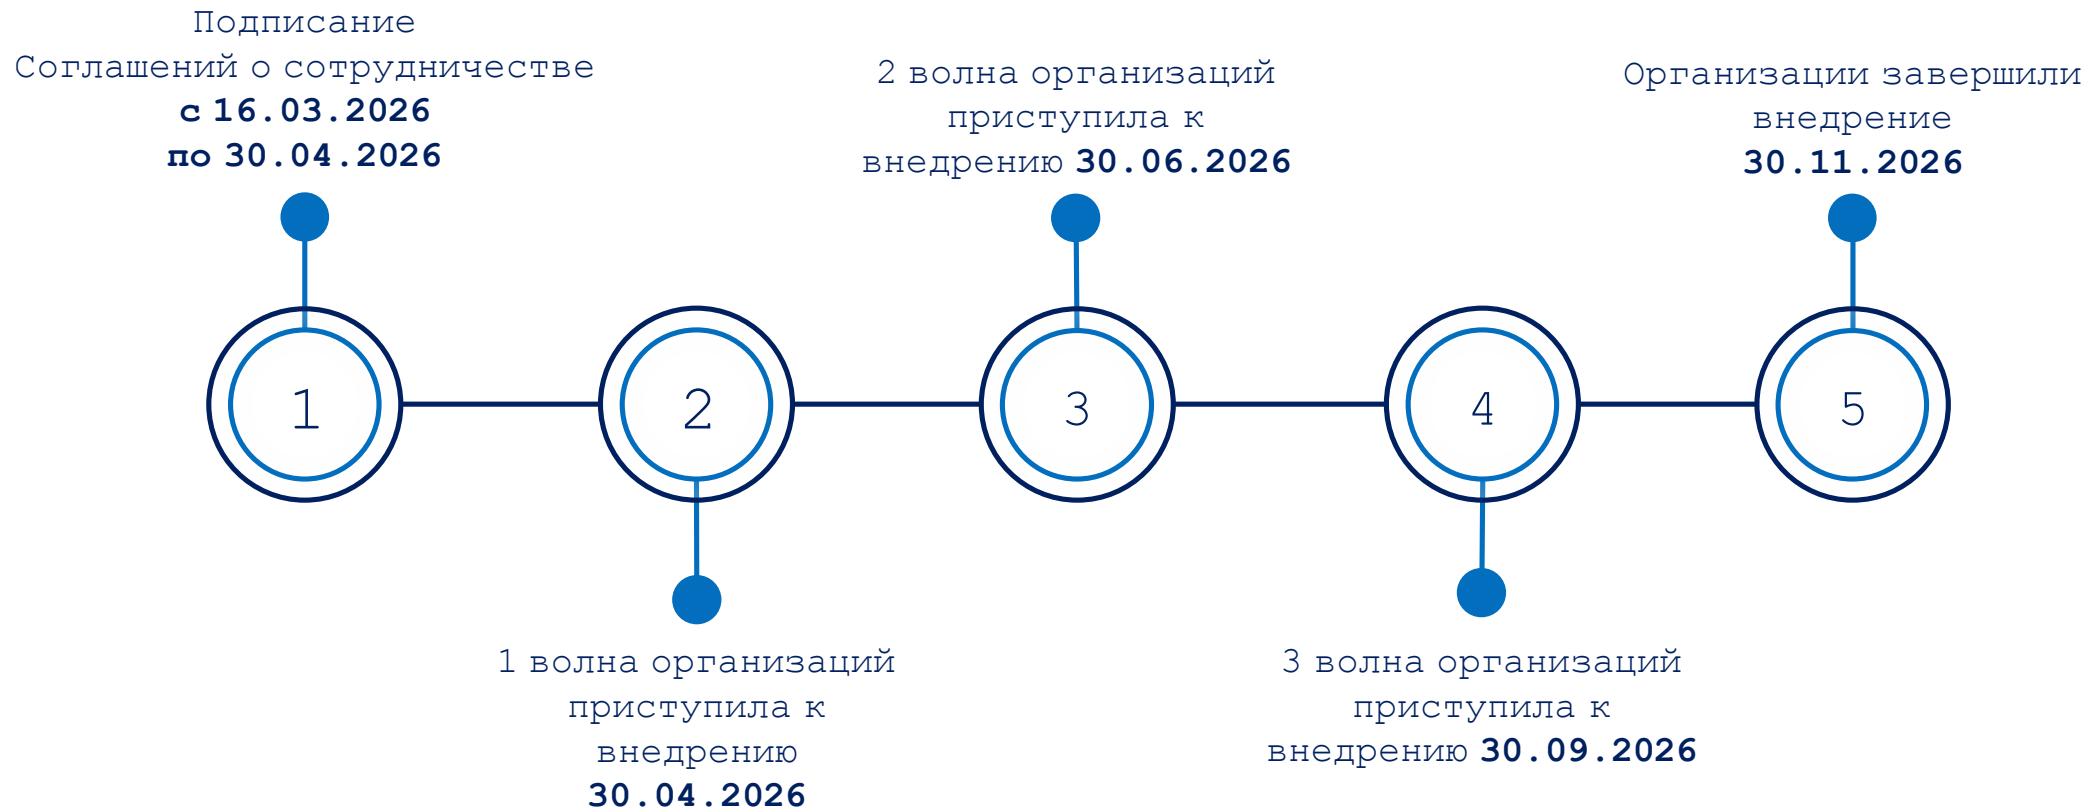 Подписание
Соглашений о сотрудничестве
с 16.03.2026
по 30.04.2026
2 волна организаций
приступила к
внедрению 30.06.2026
Организации завершили
внедрение
30.11.2026
1
2
3
4
5
1 волна организаций
приступила к
внедрению
30.04.2026
3 волна организаций
приступила к
внедрению 30.09.2026